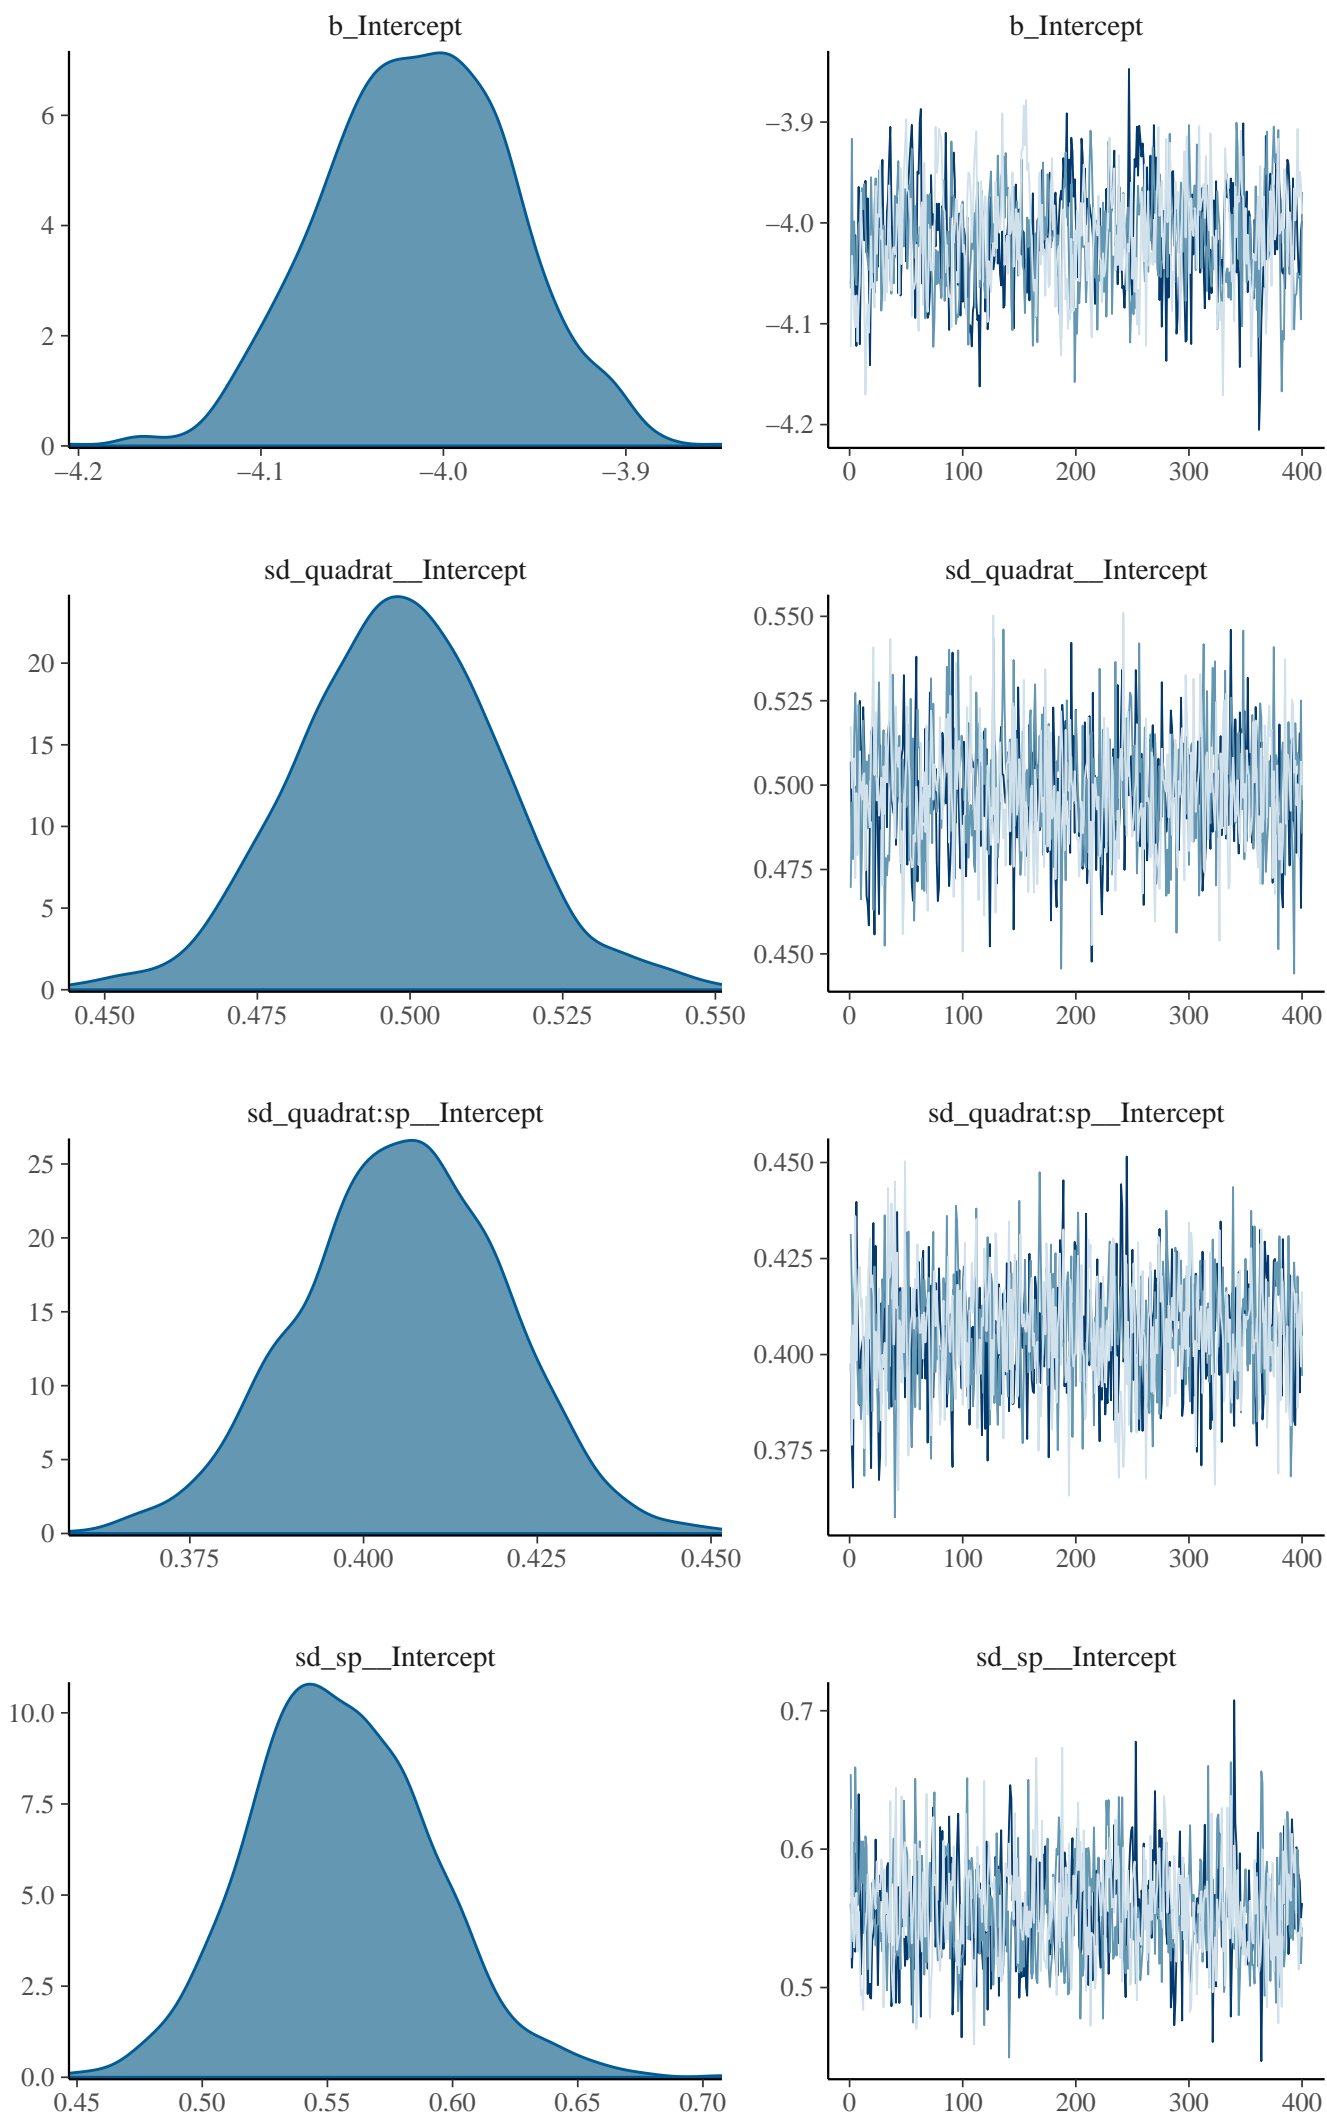 b_Intercept
b_Intercept
6
4
2
0
−4.2 −4.1 −4.0 −3.9
−3.9
−4.0
−4.1
−4.2
0 100 200 300 400
sd_quadrat__Intercept
sd_quadrat__Intercept
20
15
10
5
0
0.450 0.475 0.500 0.525 0.550
0.550
0.525
0.500
0.475
0.450
0 100 200 300 400
sd_quadrat:sp__Intercept
sd_quadrat:sp__Intercept
25
20
15
10
5
0
0.375 0.400 0.425 0.450
0.450
0.425
0.400
0.375
0 100 200 300 400
sd_sp__Intercept
sd_sp__Intercept
10.0
7.5
5.0
2.5
0.0
0.45 0.50 0.55 0.60 0.65 0.70
0.7
0.6
0.5
0 100 200 300 400